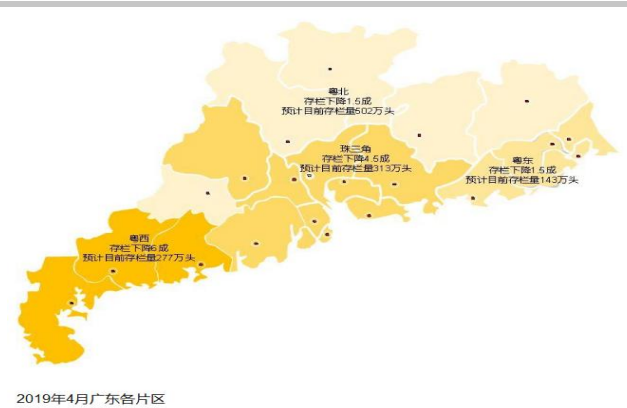 粤北
存栏下降1.5成
预计目前存栏量502万头
珠三角
存栏下降4.5成
预计目前存栏量313万头
粤东
存栏下降1.5成
预计目前存栏量143万头
粤西
存栏下降6成
预计目前存栏量277万头
2019年4月广东各片区